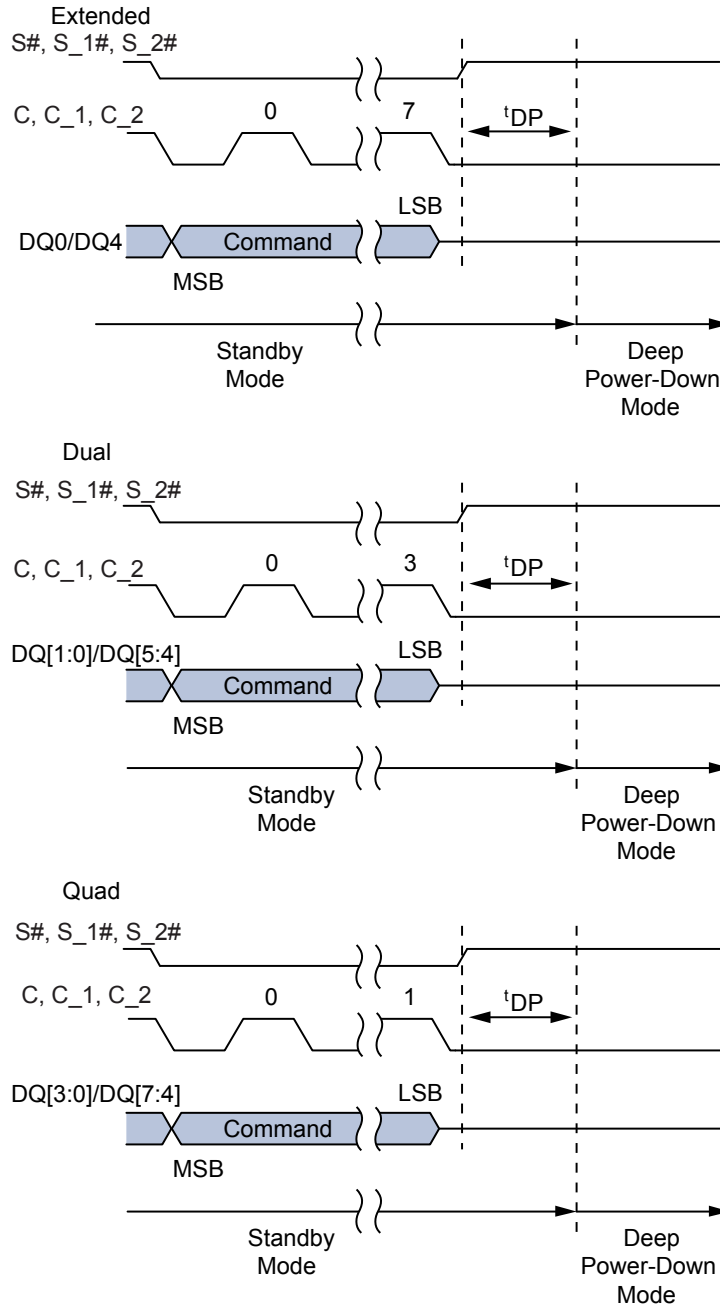 Extended
S#, S_1#, S_2#
C, C_1, C_2
0
7
tDP
DQ0/DQ4
Command
LSB
MSB
Standby
Mode
Deep
Power-Down
Mode
Dual
S#, S_1#, S_2#
C, C_1, C_2
0
3
tDP
DQ[1:0]/DQ[5:4]
Command
LSB
MSB
Standby
Mode
Deep
Power-Down
Mode
Quad
S#, S_1#, S_2#
C, C_1, C_2
0
1
tDP
DQ[3:0]/DQ[7:4]
Command
LSB
MSB
Standby
Mode
Deep
Power-Down
Mode